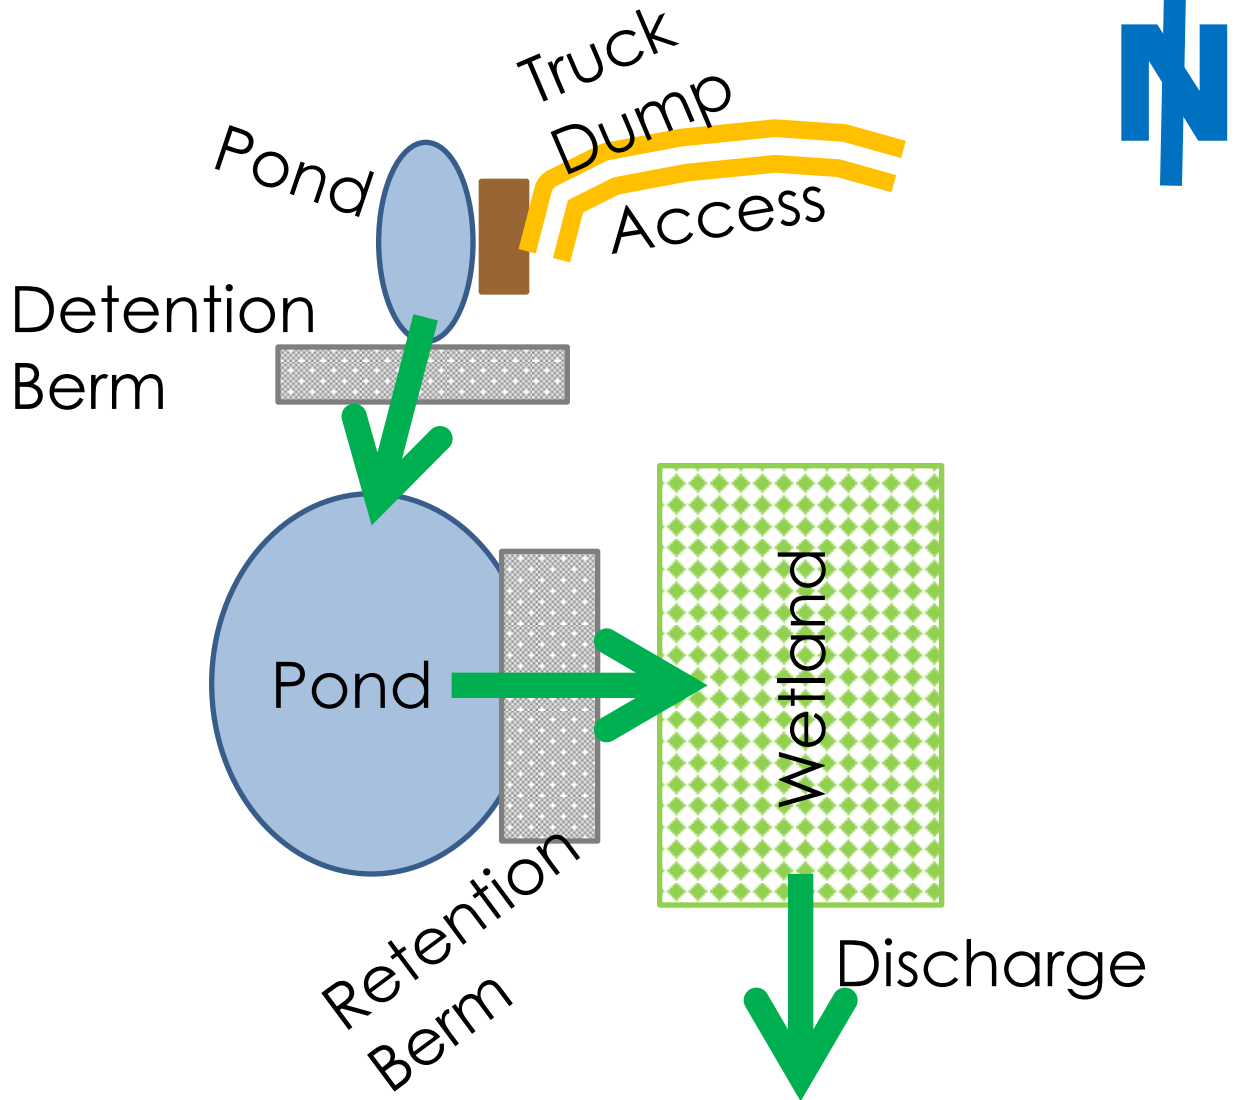 Truck
Dump
Pond
Access
Detention
Berm
Wetland
Pond
Retention
Berm
Discharge
N